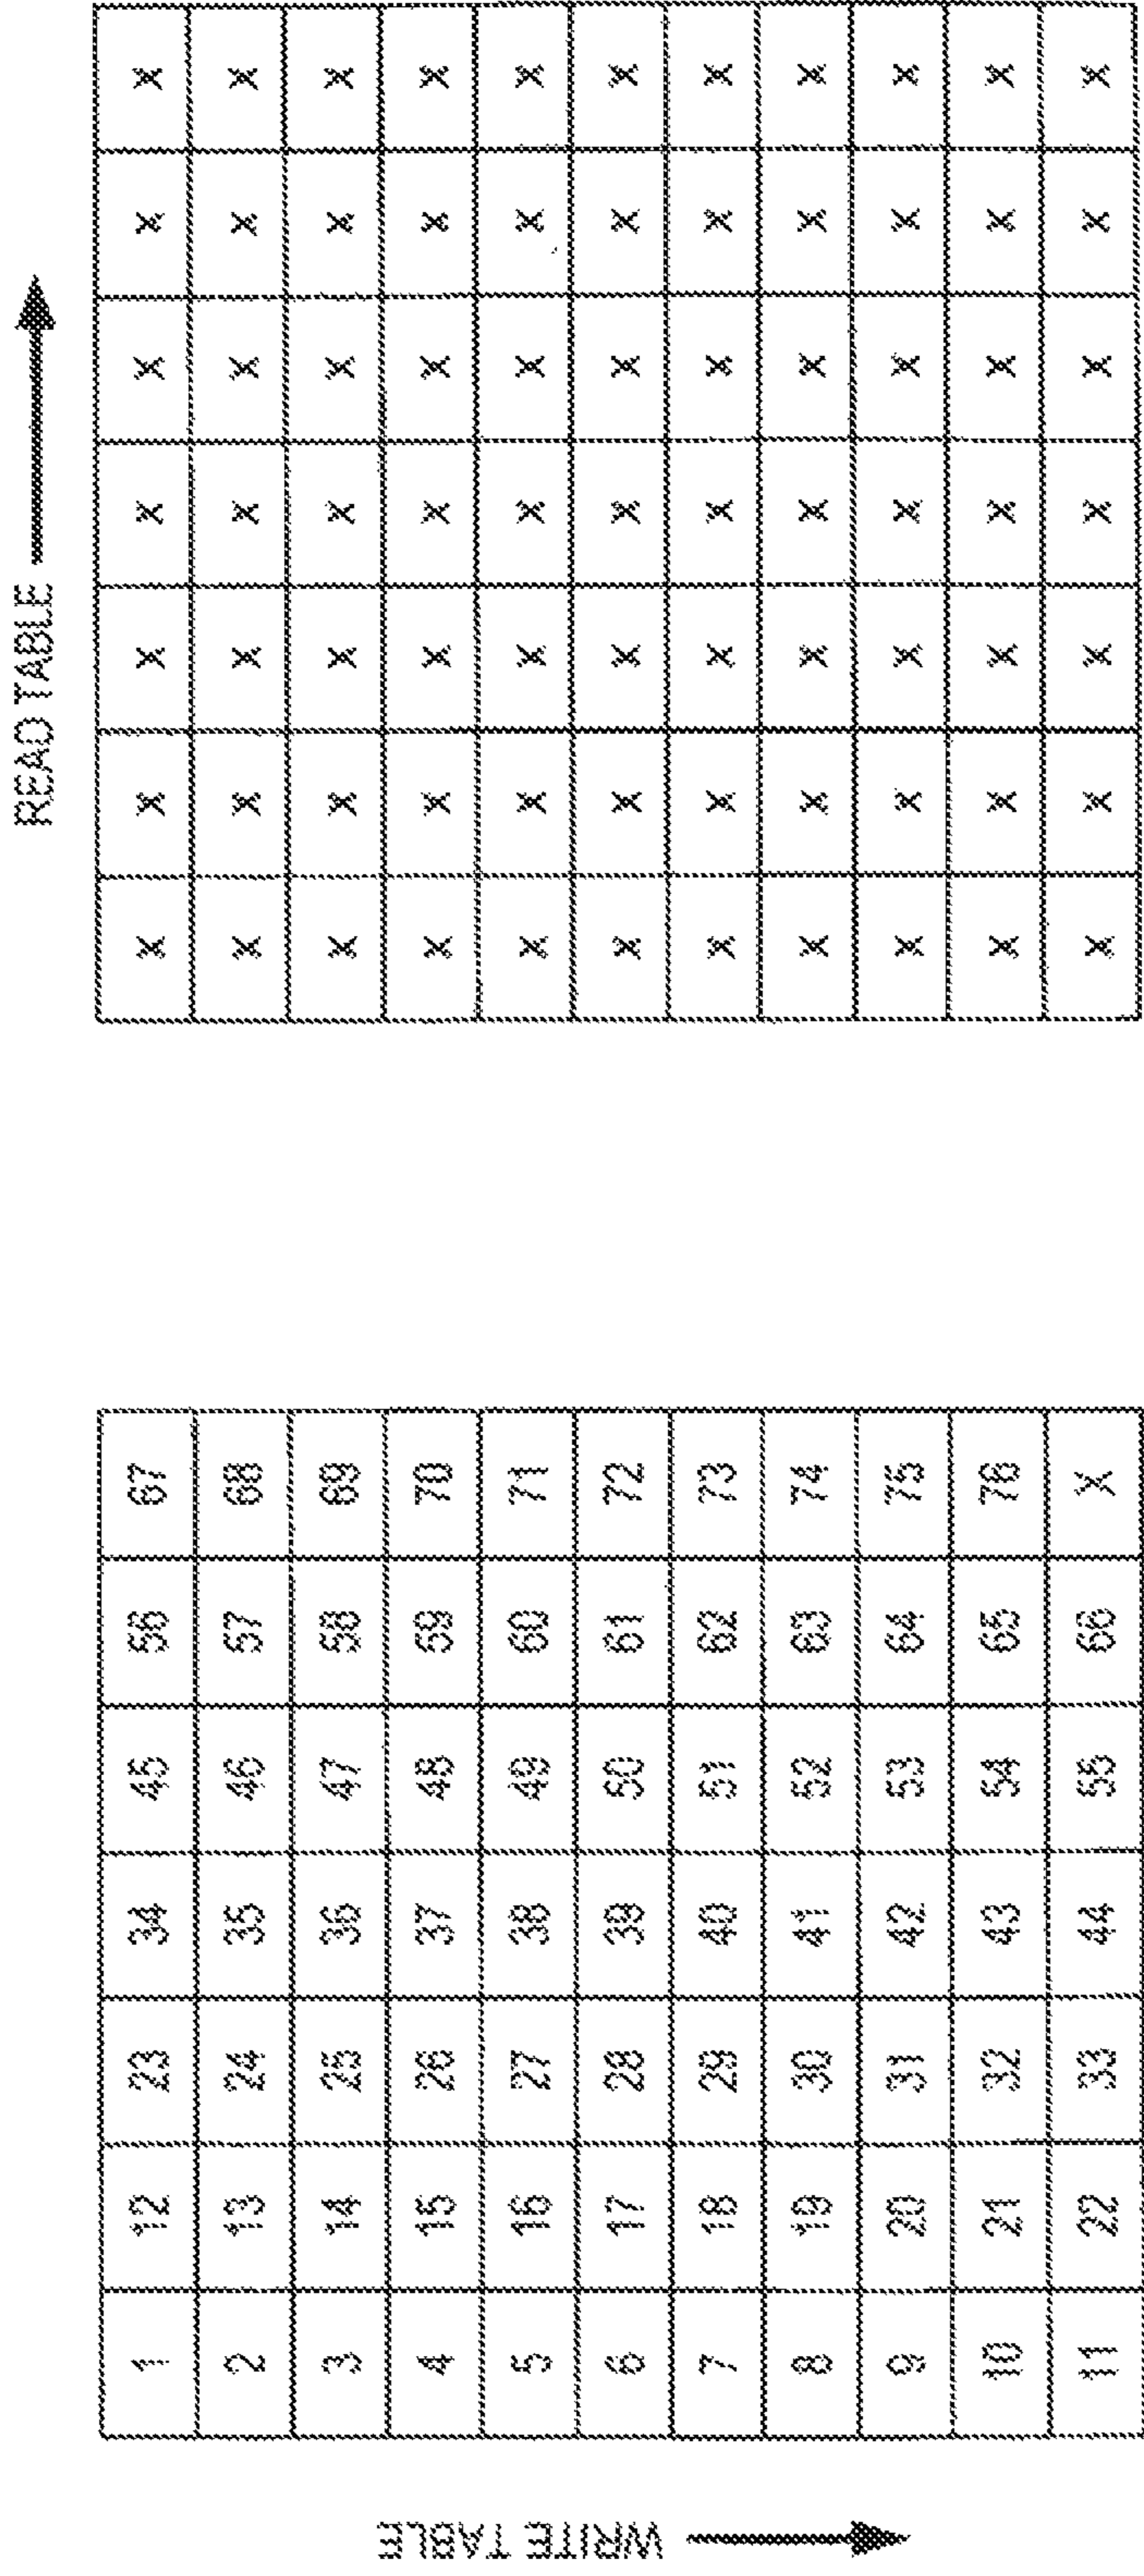 READ TABLE
WRITE TABLE
1 12 23 34 45 56 67
2 13 24 35 46 57 68
3 14 25 36 47 58 69
4 15 26 37 48 59 70
5 16 27 38 49 60 71
6 17 28 39 50 61 72
7 18 29 40 51 62 73
8 19 30 41 52 63 74
9 20 31 42 53 64 75
10 21 32 43 54 65 76
11 22 33 44 55 66 X
X X X X X X X
X X X X X X X
X X X X X X X
X X X X X X X
X X X X X X X
X X X X X X X
X X X X X X X
X X X X X X X
X X X X X X X
X X X X X X X
X X X X X X X